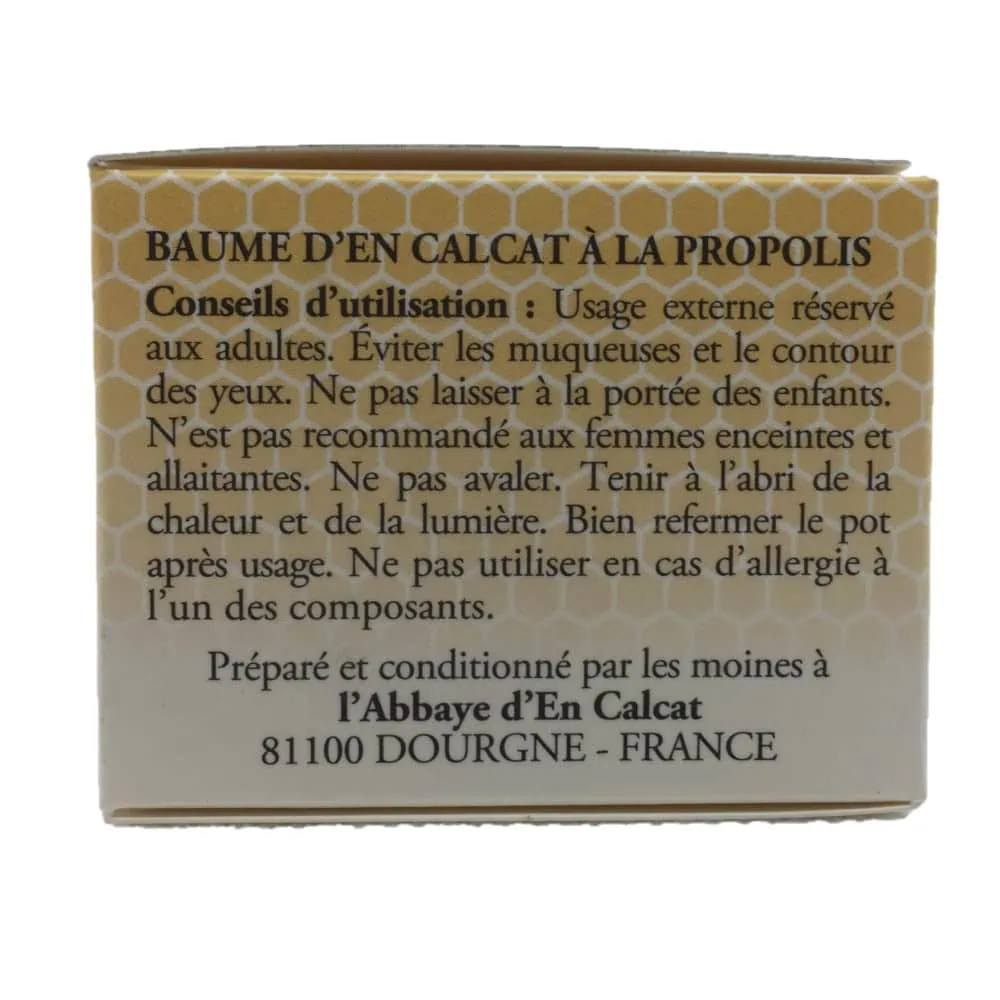 BAUME D'EN CALCAT À LA PROPOLIS
Conseils d'utilisation : Usage externe réservé
aux adultes. Éviter les muqueuses et le contour
des yeux. Ne pas laisser à la portée des enfants.
N'est pas recommandé aux femmes enceintes et
allaitantes. Ne pas avaler. Tenir à l'abri de la
chaleur et de la lumière. Bien refermer le pot
après usage. Ne pas utiliser en cas d'allergie à
l'un des composants.
Préparé et conditionné par les moines à
l'Abbaye d'En Calcat
81100 DOURGNE - FRANCE